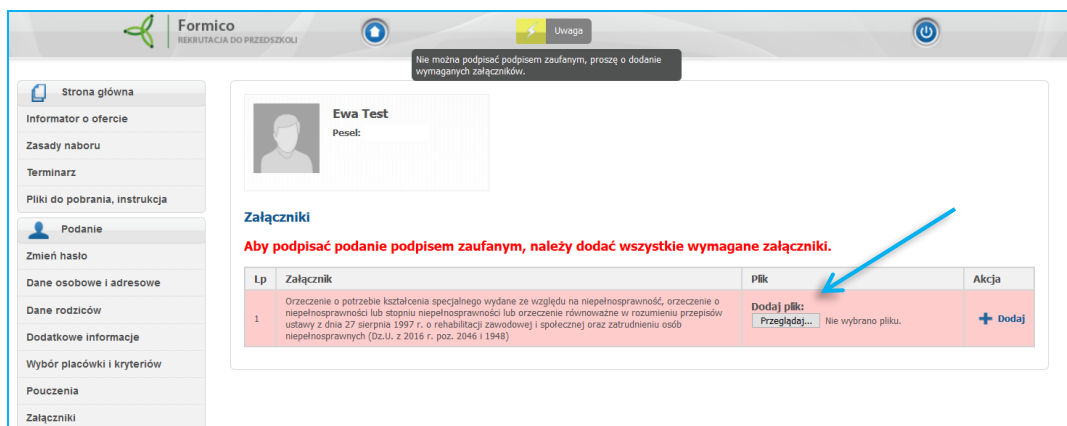 Formico
REKRUTACJA DO PRZEDSZKOLI
Uwaga
Nie można podpisać podpisem zaufanym, proszę o dodanie
wymaganych załączników.
Strona główna
Informator o ofercie
Zasady naboru
Terminarz
Pliki do pobrania, instrukcja
Podanie
Zmień hasło
Dane osobowe i adresowe
Dane rodziców
Dodatkowe informacje
Wybór placówki i kryteriów
Pouczenia
Załączniki
Ewa Test
Pesel:
Załączniki
Aby podpisać podanie podpisem zaufanym, należy dodać wszystkie wymagane załączniki.
Lp Załącznik Plik Akcja
1
Orzeczenie o potrzebie kształcenia specjalnego wydane ze względu na niepełnosprawność, orzeczenie o
niepełnosprawności lub stopniu niepełnosprawności lub orzeczenie równoważne w rozumieniu przepisów
ustawy z dnia 27 sierpnia 1997 r. o rehabilitacji zawodowej i społecznej oraz zatrudnieniu osób
niepełnosprawnych (Dz.U. z 2016 r. poz. 2046 i 1948)
Dodaj plik:
Przeglądaj... Nie wybrano pliku.
Dodaj